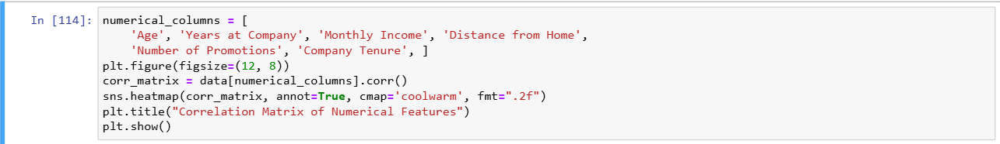 In [114]: numerical_columns = [
    'Age', 'Years at Company', 'Monthly Income', 'Distance from Home',
    'Number of Promotions', 'Company Tenure', ]
plt.figure(figsize=(12, 8))
corr_matrix = data[numerical_columns].corr()
sns.heatmap(corr_matrix, annot=True, cmap='coolwarm', fmt=".2f")
plt.title("Correlation Matrix of Numerical Features")
plt.show()